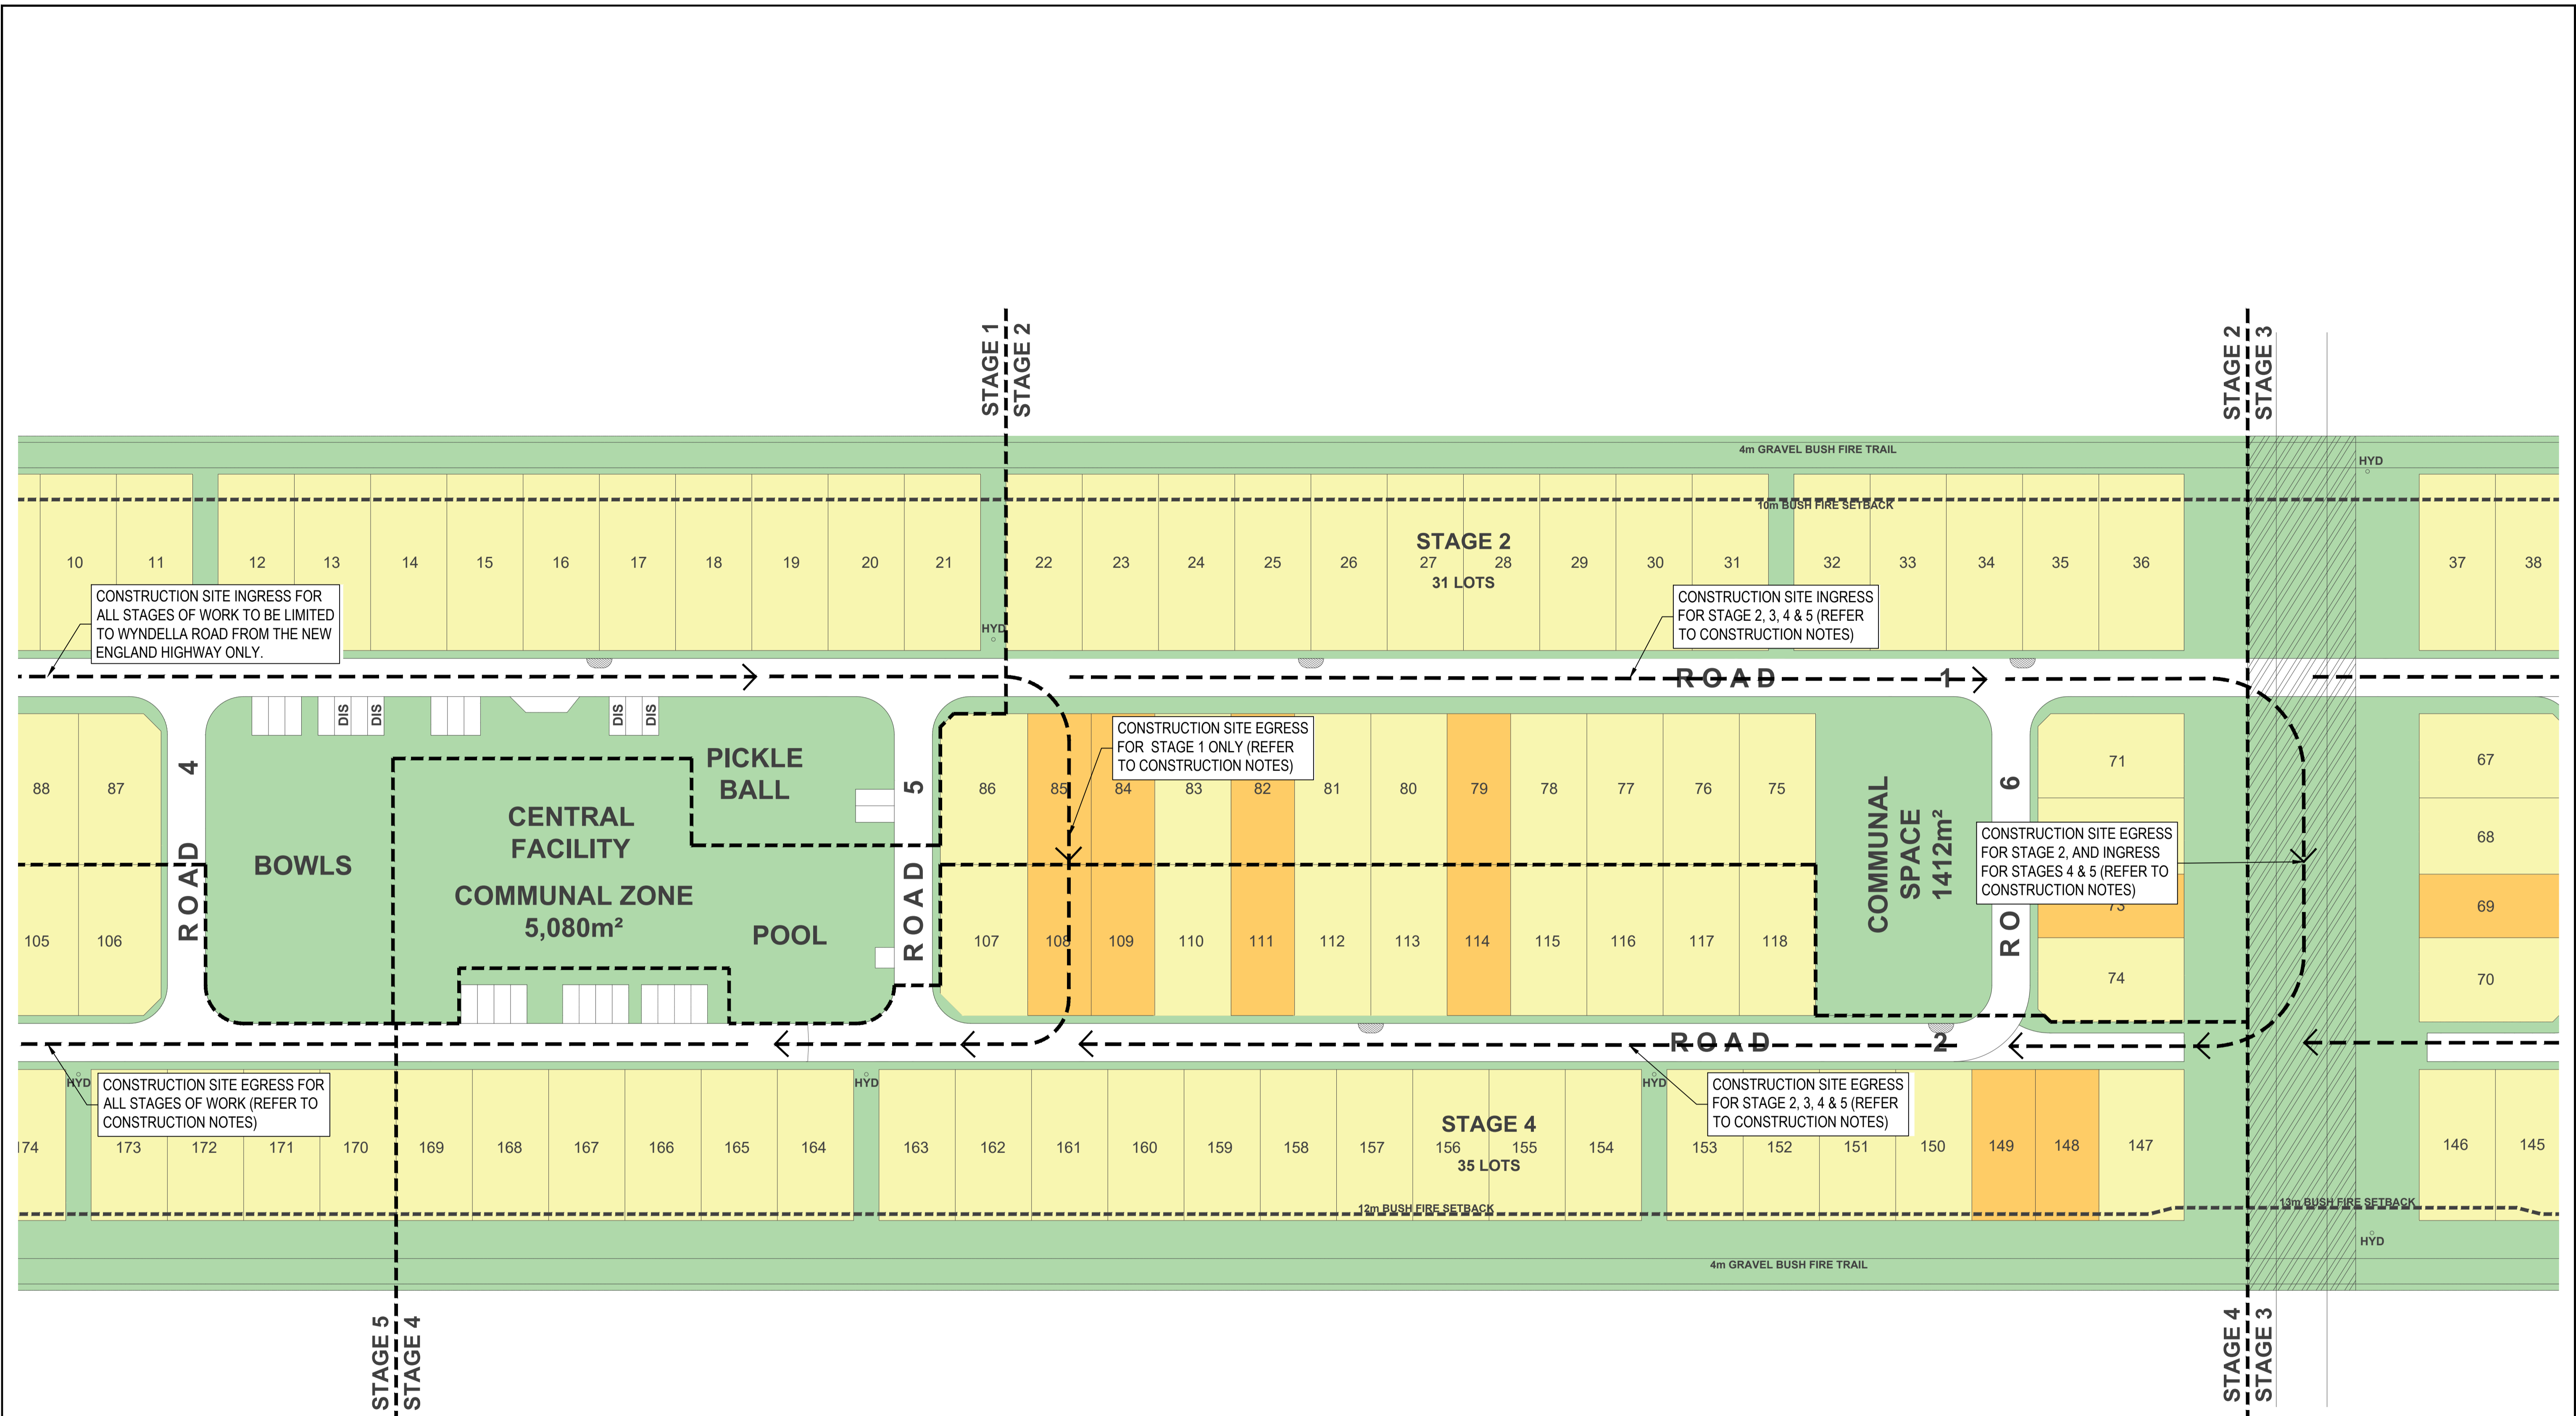 STAGE 1
STAGE 2
STAGE 2
STAGE 3
4m GRAVEL BUSH FIRE TRAIL
HYD
10m BUSH FIRE SETBACK
STAGE 2
31 LOTS
10
11
12
13
14
15
16
17
18
19
20
21
22
23
24
25
26
27
28
29
30
31
32
33
34
35
36
37
38
HYD
CONSTRUCTION SITE INGRESS FOR
ALL STAGES OF WORK TO BE LIMITED
TO WYNDELLA ROAD FROM THE NEW
ENGLAND HIGHWAY ONLY.
CONSTRUCTION SITE INGRESS
FOR STAGE 2, 3, 4 & 5 (REFER
TO CONSTRUCTION NOTES)
ROAD 1
DIS
DIS
DIS
DIS
CONSTRUCTION SITE EGRESS
FOR STAGE 1 ONLY (REFER
TO CONSTRUCTION NOTES)
88
87
ROAD 4
BOWLS
CENTRAL
FACILITY
COMMUNAL ZONE
5,080m²
PICKLE
BALL
POOL
ROAD 5
86
85
84
83
82
81
80
79
78
77
76
75
COMMUNAL
SPACE
1412m²
RO
6
71
CONSTRUCTION SITE EGRESS
FOR STAGE 2, AND INGRESS
FOR STAGES 4 & 5 (REFER TO
CONSTRUCTION NOTES)
73
74
67
68
69
70
105
106
107
108
109
110
111
112
113
114
115
116
117
118
ROAD 2
HYD
HYD
HYD
CONSTRUCTION SITE EGRESS FOR
ALL STAGES OF WORK (REFER TO
CONSTRUCTION NOTES)
CONSTRUCTION SITE EGRESS
FOR STAGE 2, 3, 4 & 5 (REFER
TO CONSTRUCTION NOTES)
STAGE 4
35 LOTS
174
173
172
171
170
169
168
167
166
165
164
163
162
161
160
159
158
157
156
155
154
153
152
151
150
149
148
147
146
145
12m BUSH FIRE SETBACK
13m BUSH FIRE SETBACK
HYD
4m GRAVEL BUSH FIRE TRAIL
STAGE 5
STAGE 4
STAGE 4
STAGE 3